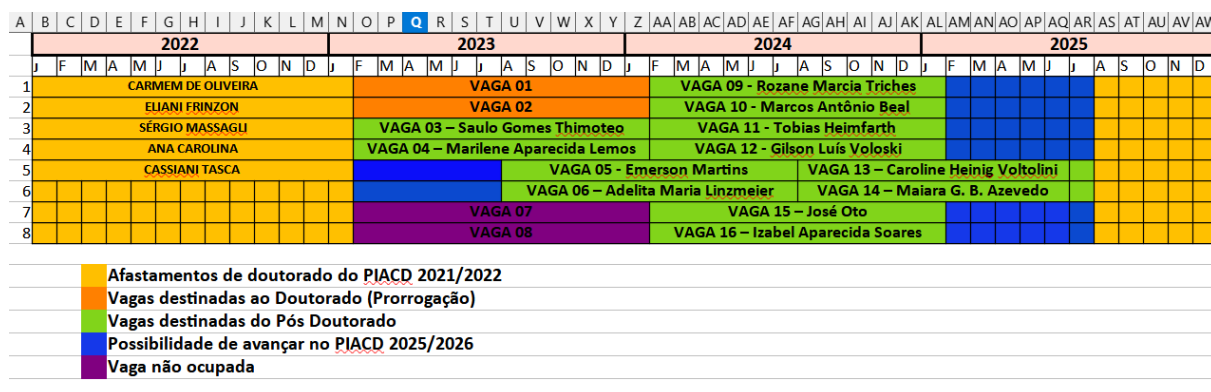 A B C D E F G H I J K L M N O P Q R S T U V W X Y Z AA AB AC AD AE AF AG AH AI AJ AK AL AM AN AO AP AQ AR AS AT AU AV AW
2022 2023 2024 2025
J F M A M J J A S O N D J F M A M J J A S O N D J F M A M J J A S O N D J F M A M J J A S O N D
1 CARMEM DE OLIVEIRA VAGA 01 VAGA 09 - Rozane Marcia Triches
2 ELIANI FRINZON VAGA 02 VAGA 10 - Marcos Antônio Beal
3 SÉRGIO MASSAGLI VAGA 03 – Saulo Gomes Thimoteo VAGA 11 - Tobias Heimfarth
4 ANA CAROLINA VAGA 04 – Marilene Aparecida Lemos VAGA 12 - Gilson Luís Voloski
5 CASSIANI TASCA VAGA 05 - Emerson Martins VAGA 13 – Caroline Heinig Voltolini
6 VAGA 06 – Adelita Maria Linzmeier VAGA 14 – Maiara G. B. Azevedo
7 VAGA 07 VAGA 15 – José Oto
8 VAGA 08 VAGA 16 – Izabel Aparecida Soares
Afastamentos de doutorado do PIACD 2021/2022
Vagas destinadas ao Doutorado (Prorrogação)
Vagas destinadas do Pós Doutorado
Possibilidade de avançar no PIACD 2025/2026
Vaga não ocupada